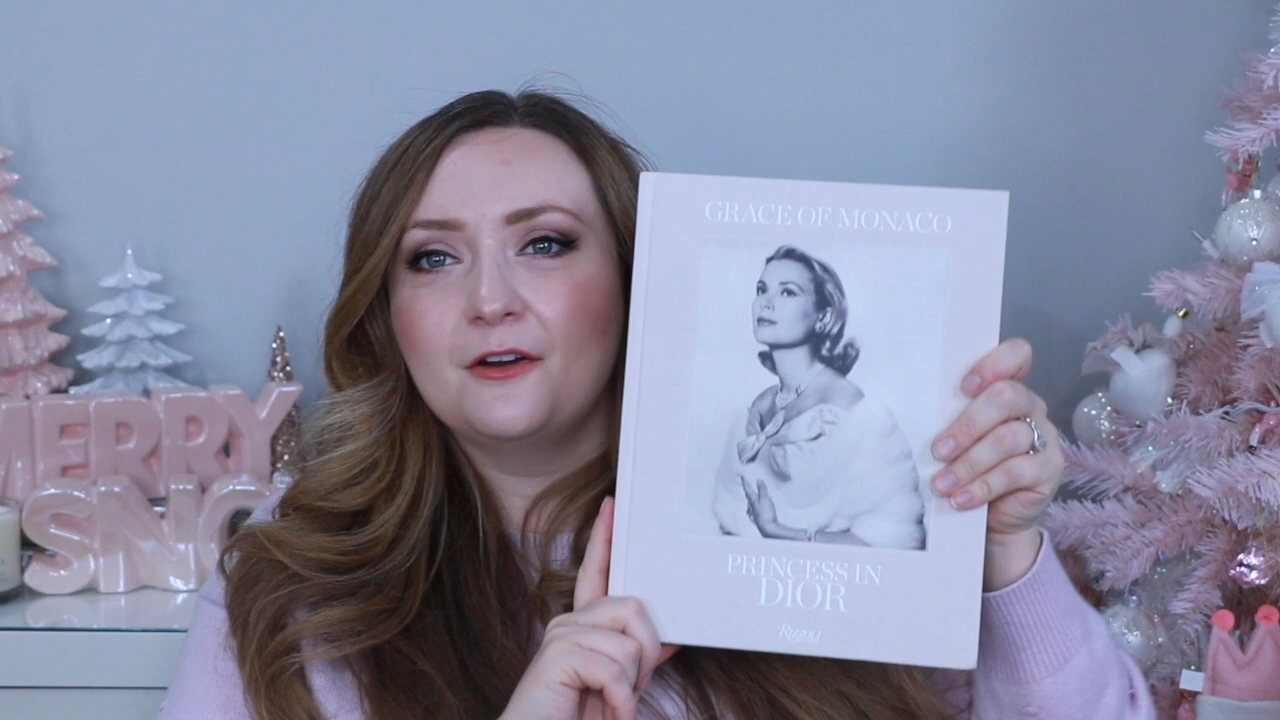 GRACE OF MONACO
PRINCESS IN
DIOR
Rizzoli
MERRY
SNO